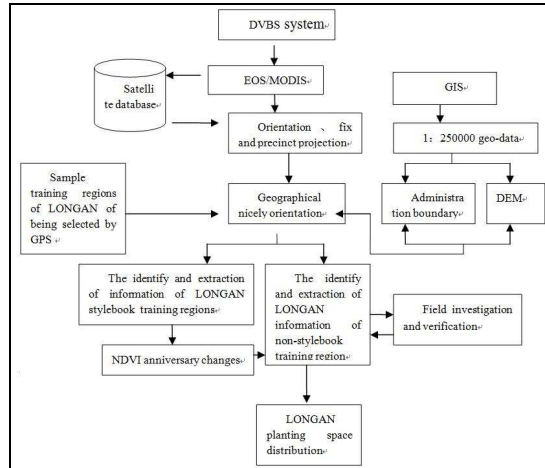 DVBS system
EOS/MODIS
Satelli
te database
GIS
Orientation、 fix
and precinct projection
1：250000 geo-data
Sample
training regions
of LONGAN of
being selected by
GPS
Geographical
nicely orientation
Administra
tion boundary
DEM
The identify and extraction
of information of LONGAN
stylebook training regions
The identify
and extraction of
LONGAN
information of
non-stylebook
training region
Field investigation
and verification
NDVI anniversary changes
LONGAN
planting space
distribution